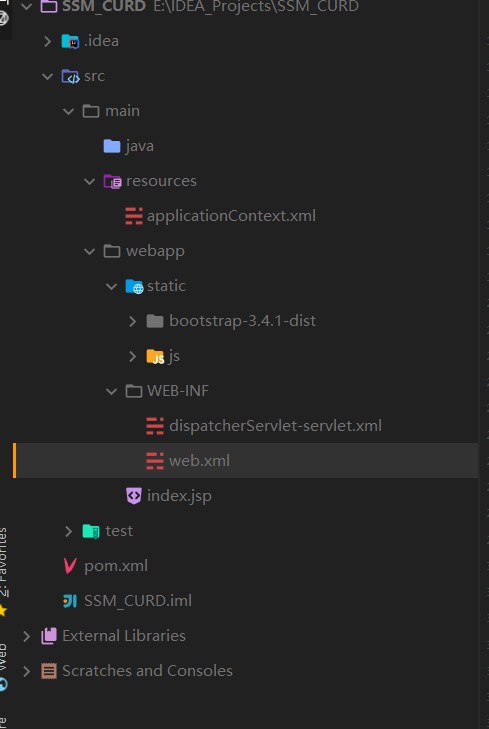 SSM_CURD E:\IDEA_Projects\SSM_CURD
.idea
src
main
java
resources
applicationContext.xml
webapp
static
bootstrap-3.4.1-dist
js
WEB-INF
dispatcherServlet-servlet.xml
web.xml
index.jsp
test
pom.xml
SSM_CURD.iml
External Libraries
Scratches and Consoles
2: Favorites
Web